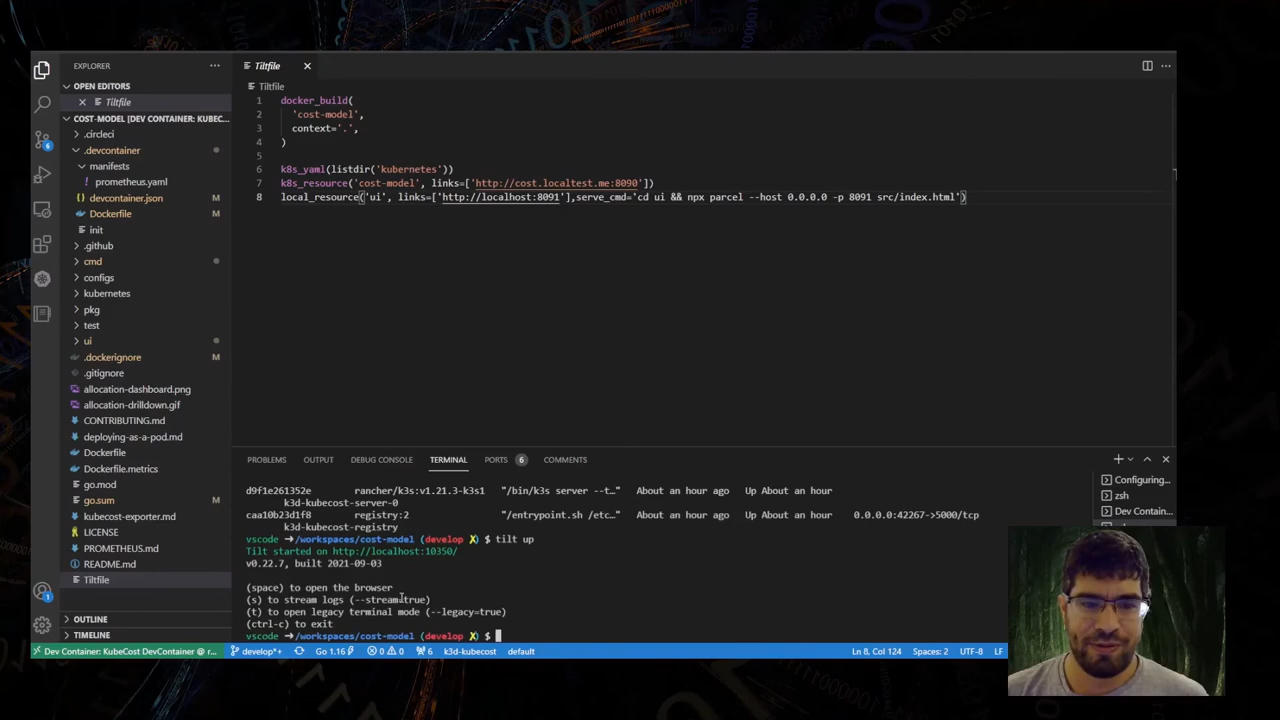 EXPLORER
···
OPEN EDITORS
Tiltfile
COST-MODEL [DEV CONTAINER: KUBEC...
.circleci
.devcontainer
manifests
prometheus.yaml
devcontainer.json M
Dockerfile M
init
.github
cmd
configs
kubernetes
pkg
test
ui
.dockerignore M
.gitignore
allocation-dashboard.png
allocation-drilldown.gif
CONTRIBUTING.md
deploying-as-a-pod.md
Dockerfile
Dockerfile.metrics
go.mod
go.sum M
kubecost-exporter.md
LICENSE
PROMETHEUS.md
README.md
Tiltfile
OUTLINE
TIMELINE
6
1
Tiltfile
Tiltfile
1 docker_build(
2 'cost-model',
3 context='.',
4 )
5
6 k8s_yaml(listdir('kubernetes'))
7 k8s_resource('cost-model', links=['http://cost.localtest.me:8090'])
8 local_resource('ui', links=['http://localhost:8091'],serve_cmd='cd ui && npx parcel --host 0.0.0.0 -p 8091 src/index.html')
PROBLEMS OUTPUT DEBUG CONSOLE TERMINAL PORTS 6 COMMENTS
d9f1e261352e rancher/k3s:v1.21.3-k3s1 "/bin/k3s server --t…" About an hour ago Up About an hour
k3d-kubecost-server-0
caa10b23d1f8 registry:2 "/entrypoint.sh /etc…" About an hour ago Up About an hour 0.0.0.0:42267->5000/tcp
k3d-kubecost-registry
vscode ➜/workspaces/cost-model (develop ✗) $ tilt up
Tilt started on http://localhost:10350/
v0.22.7, built 2021-09-03
(space) to open the browser
(s) to stream logs (--stream=true)
(t) to open legacy terminal mode (--legacy=true)
(ctrl-c) to exit
vscode ➜/workspaces/cost-model (develop ✗) $
Configuring...
zsh
Dev Contain...
Dev Container: KubeCost DevContainer @ r... develop*+ Go 1.16 0 0 6 k3d-kubecost default Ln 8, Col 124 Spaces: 2 UTF-8 LF